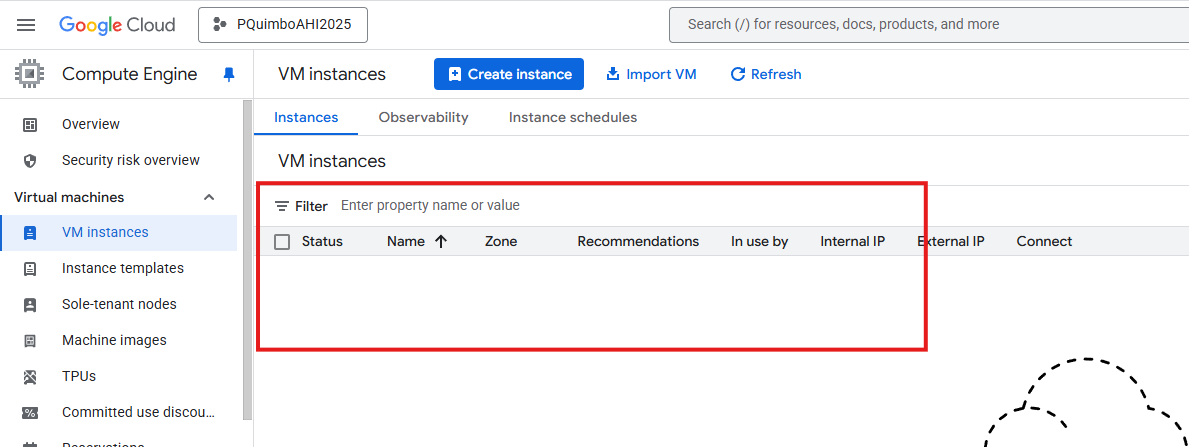 Google Cloud
PQuimboAHI2025
Search (/) for resources, docs, products, and more
Compute Engine
VM instances
Create instance
Import VM
Refresh
Overview
Security risk overview
Virtual machines
VM instances
Instance templates
Sole-tenant nodes
Machine images
TPUs
Committed use discou...
Reservations
Instances
Observability
Instance schedules
VM instances
Filter
Enter property name or value
Status
Name
Zone
Recommendations
In use by
Internal IP
External IP
Connect